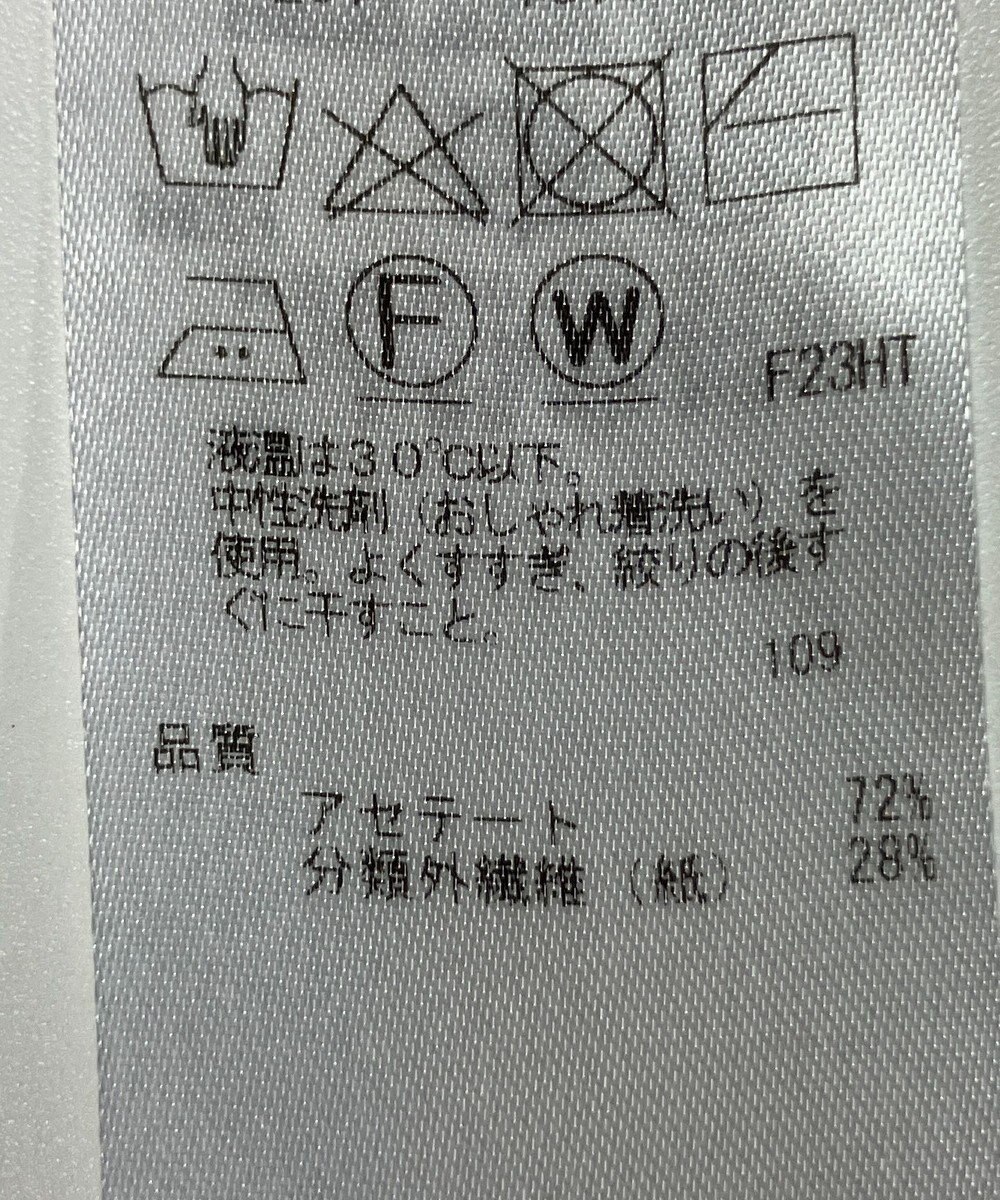 F
W
F23HT
液温は30℃以下。
中性洗剤（おしゃれ着洗い）を
使用。よくすすぎ、絞りの後す
ぐに干すこと。
109
品質
アセテート 72%
分類外繊維（紙） 28%